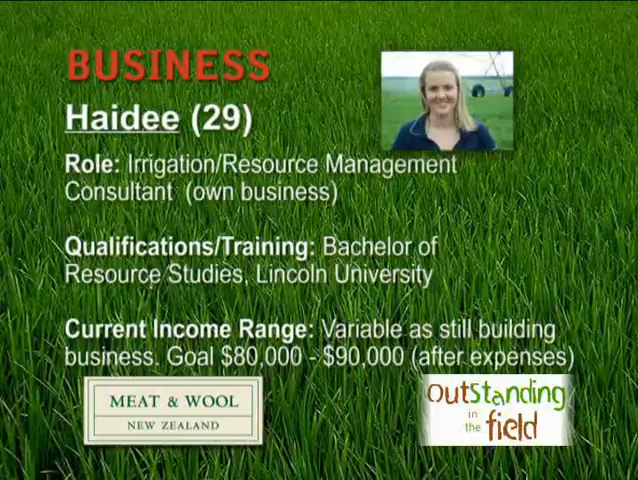 BUSINESS
Haidee (29)
Role: Irrigation/Resource Management
Consultant (own business)
Qualifications/Training: Bachelor of
Resource Studies, Lincoln University
Current Income Range: Variable as still building
business. Goal $80,000 - $90,000 (after expenses)
MEAT & WOOL
NEW ZEALAND
outstanding
in
the field